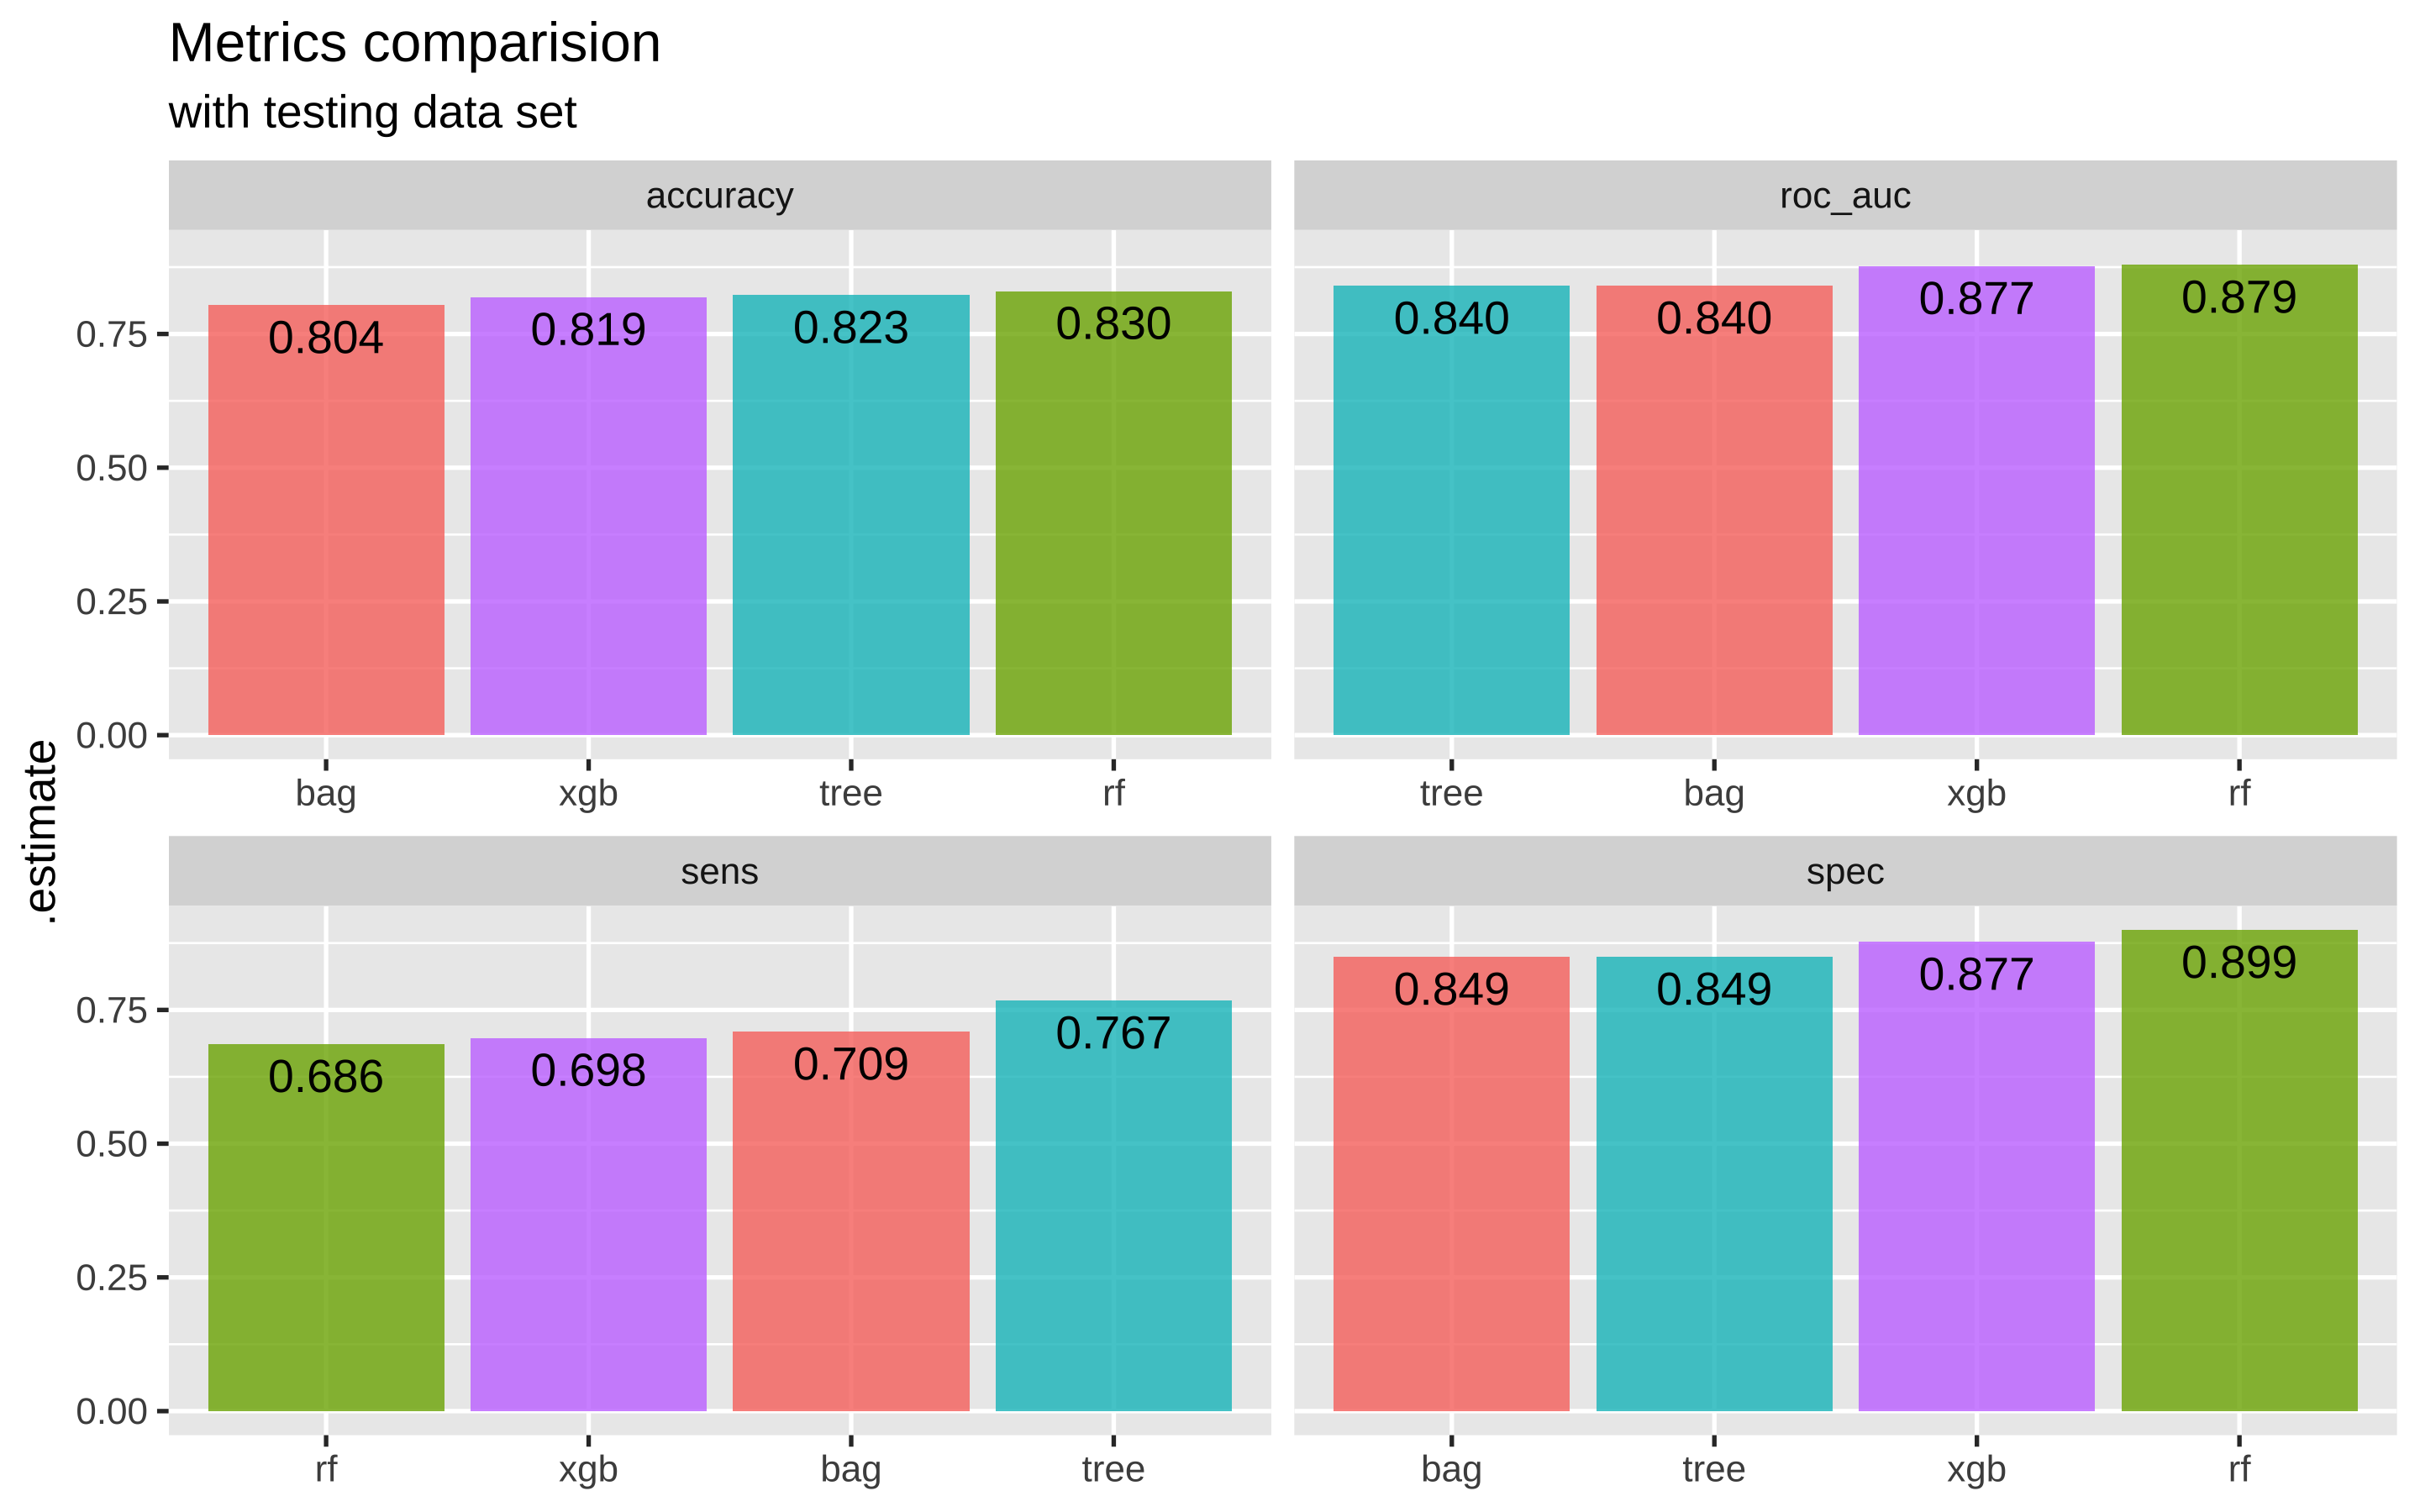 Metrics comparision
with testing data set
accuracy
roc_auc
0.804 0.819 0.823 0.830
0.840 0.840 0.877 0.879
0.75
0.50
0.25
0.00
bag xgb tree rf
tree bag xgb rf
.estimate
sens
spec
0.686 0.698 0.709 0.767
0.849 0.849 0.877 0.899
0.75
0.50
0.25
0.00
rf xgb bag tree
bag tree xgb rf